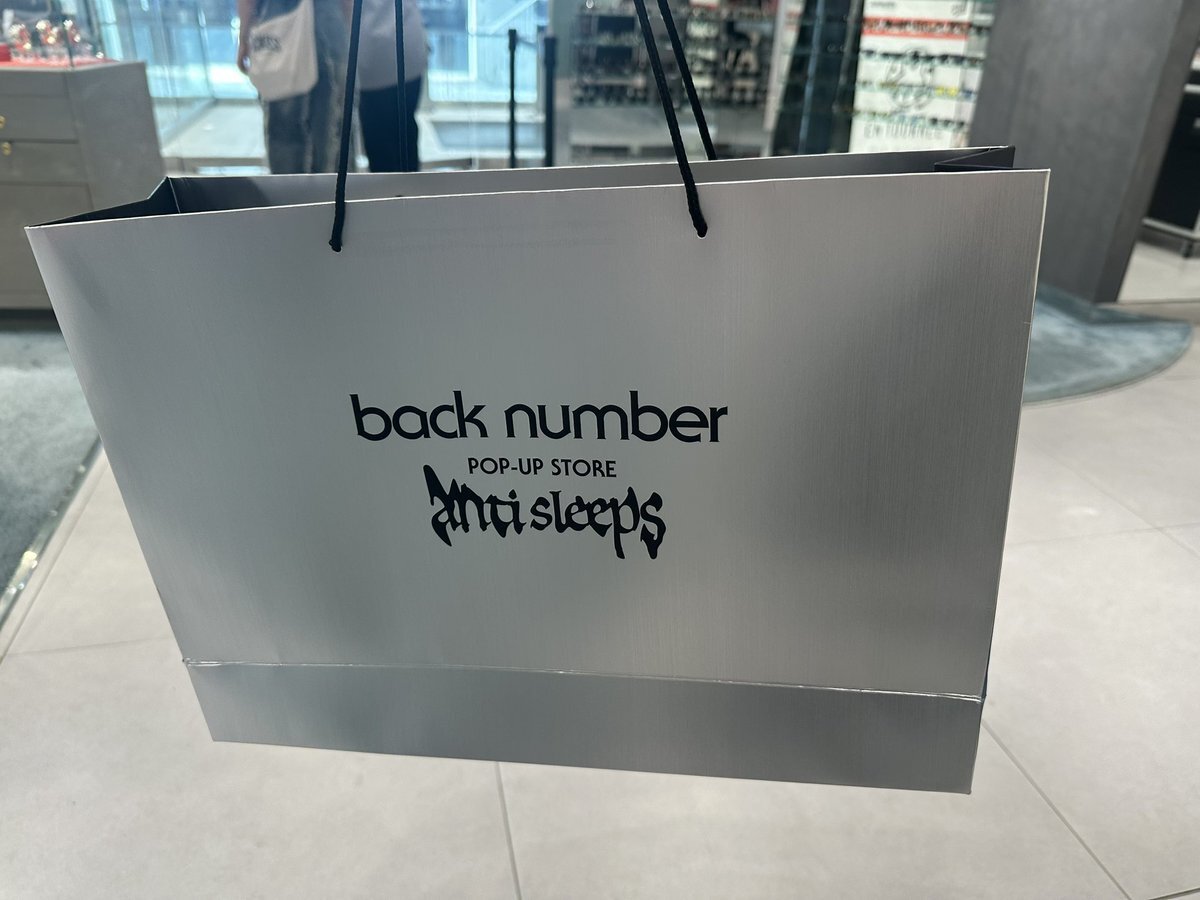 back number
POP-UP STORE
anti sleeps